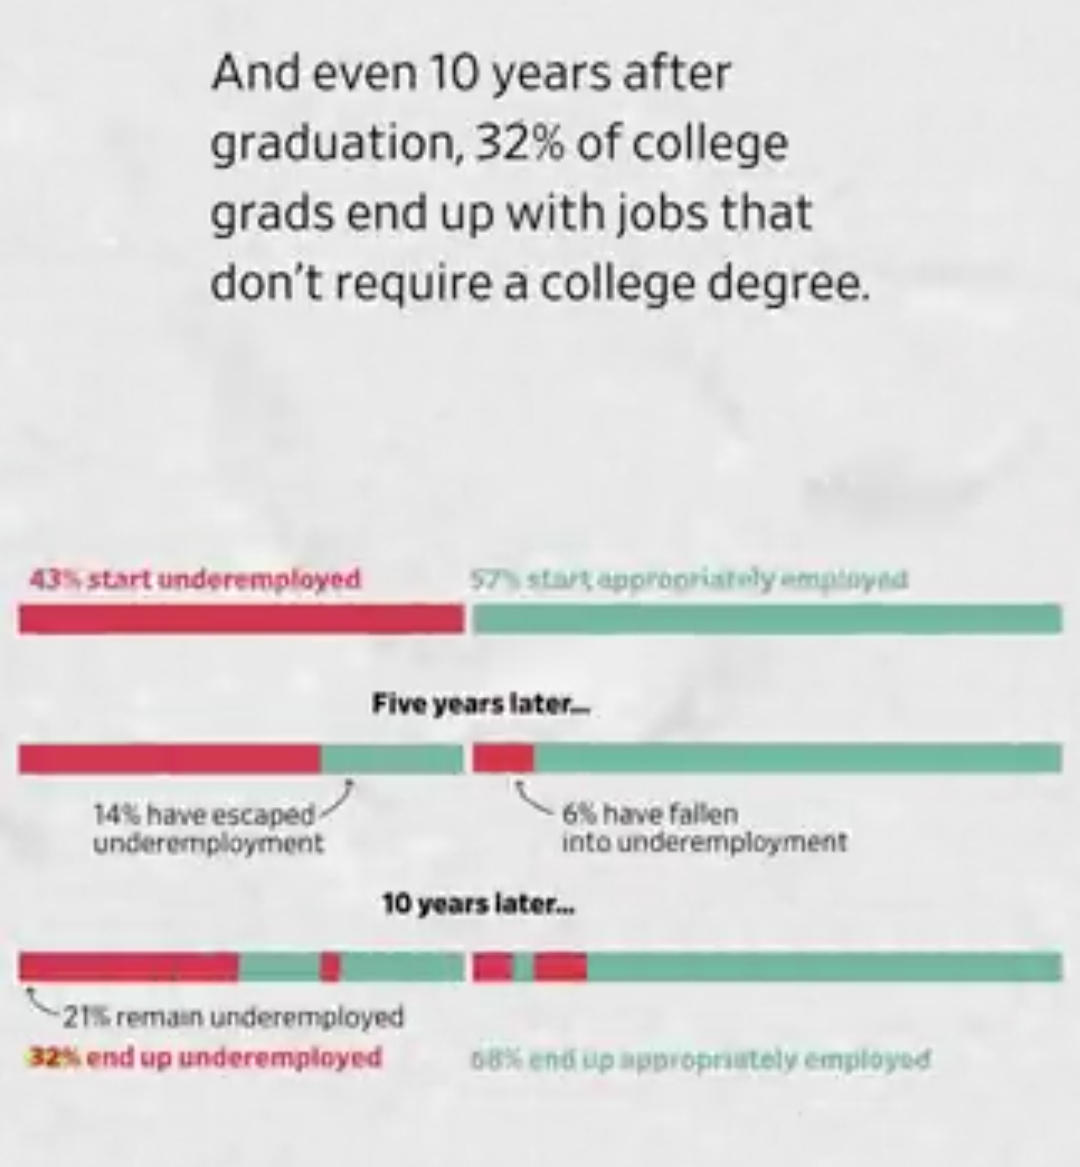 And even 10 years after
graduation, 32% of college
grads end up with jobs that
don't require a college degree.
43% start underemployed
57% start appropriately employed
Five years later...
14% have escaped
underemployment
6% have fallen
into underemployment
10 years later...
21% remain underemployed
32% end up underemployed
68% end up appropriately employed